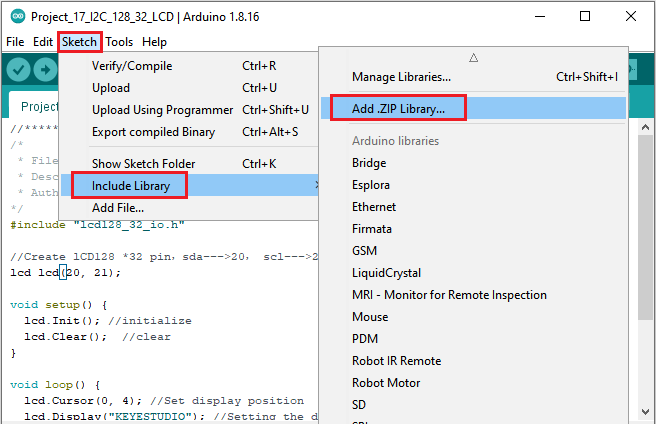 Project_17_I2C_128_32_LCD | Arduino 1.8.16
File Edit Sketch Tools Help
Verify/Compile Ctrl+R
Upload Ctrl+U
Upload Using Programmer Ctrl+Shift+U
Export compiled Binary Ctrl+Alt+S
Show Sketch Folder Ctrl+K
Include Library
Add File...
Manage Libraries... Ctrl+Shift+I
Add .ZIP Library...
Arduino libraries
Bridge
Esplora
Ethernet
Firmata
GSM
LiquidCrystal
MRI - Monitor for Remote Inspection
Mouse
PDM
Robot IR Remote
Robot Motor
SD
Project
//*****
/*
* File
* Desc
* Auth
*/
#include "lcd128_32_io.h"
//Create lCD128 *32 pin, sda--->20, scl--->2
lcd lcd(20, 21);
void setup() {
lcd.Init(); //initialize
lcd.Clear(); //clear
}
void loop() {
lcd.Cursor(0, 4); //Set display position
lcd.Display("KEYESTUDIO"); //Setting the d